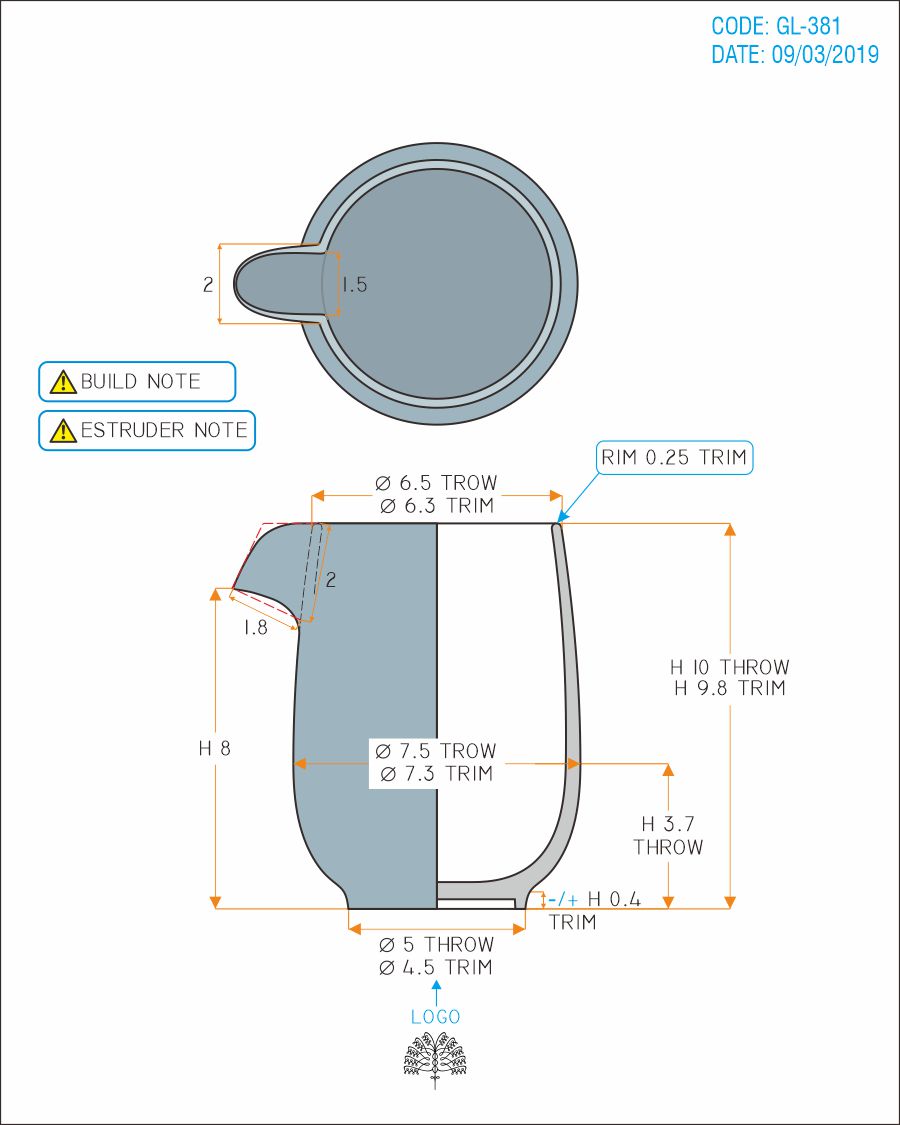 CODE: GL-381
DATE: 09/03/2019
2
1.5
BUILD NOTE
ESTRUDER NOTE
RIM 0.25 TRIM
Ø 6.5 TROW
Ø 6.3 TRIM
2
1.8
H 10 THROW
H 9.8 TRIM
H 8
Ø 7.5 TROW
Ø 7.3 TRIM
H 3.7
THROW
-/+ H 0.4
TRIM
Ø 5 THROW
Ø 4.5 TRIM
LOGO